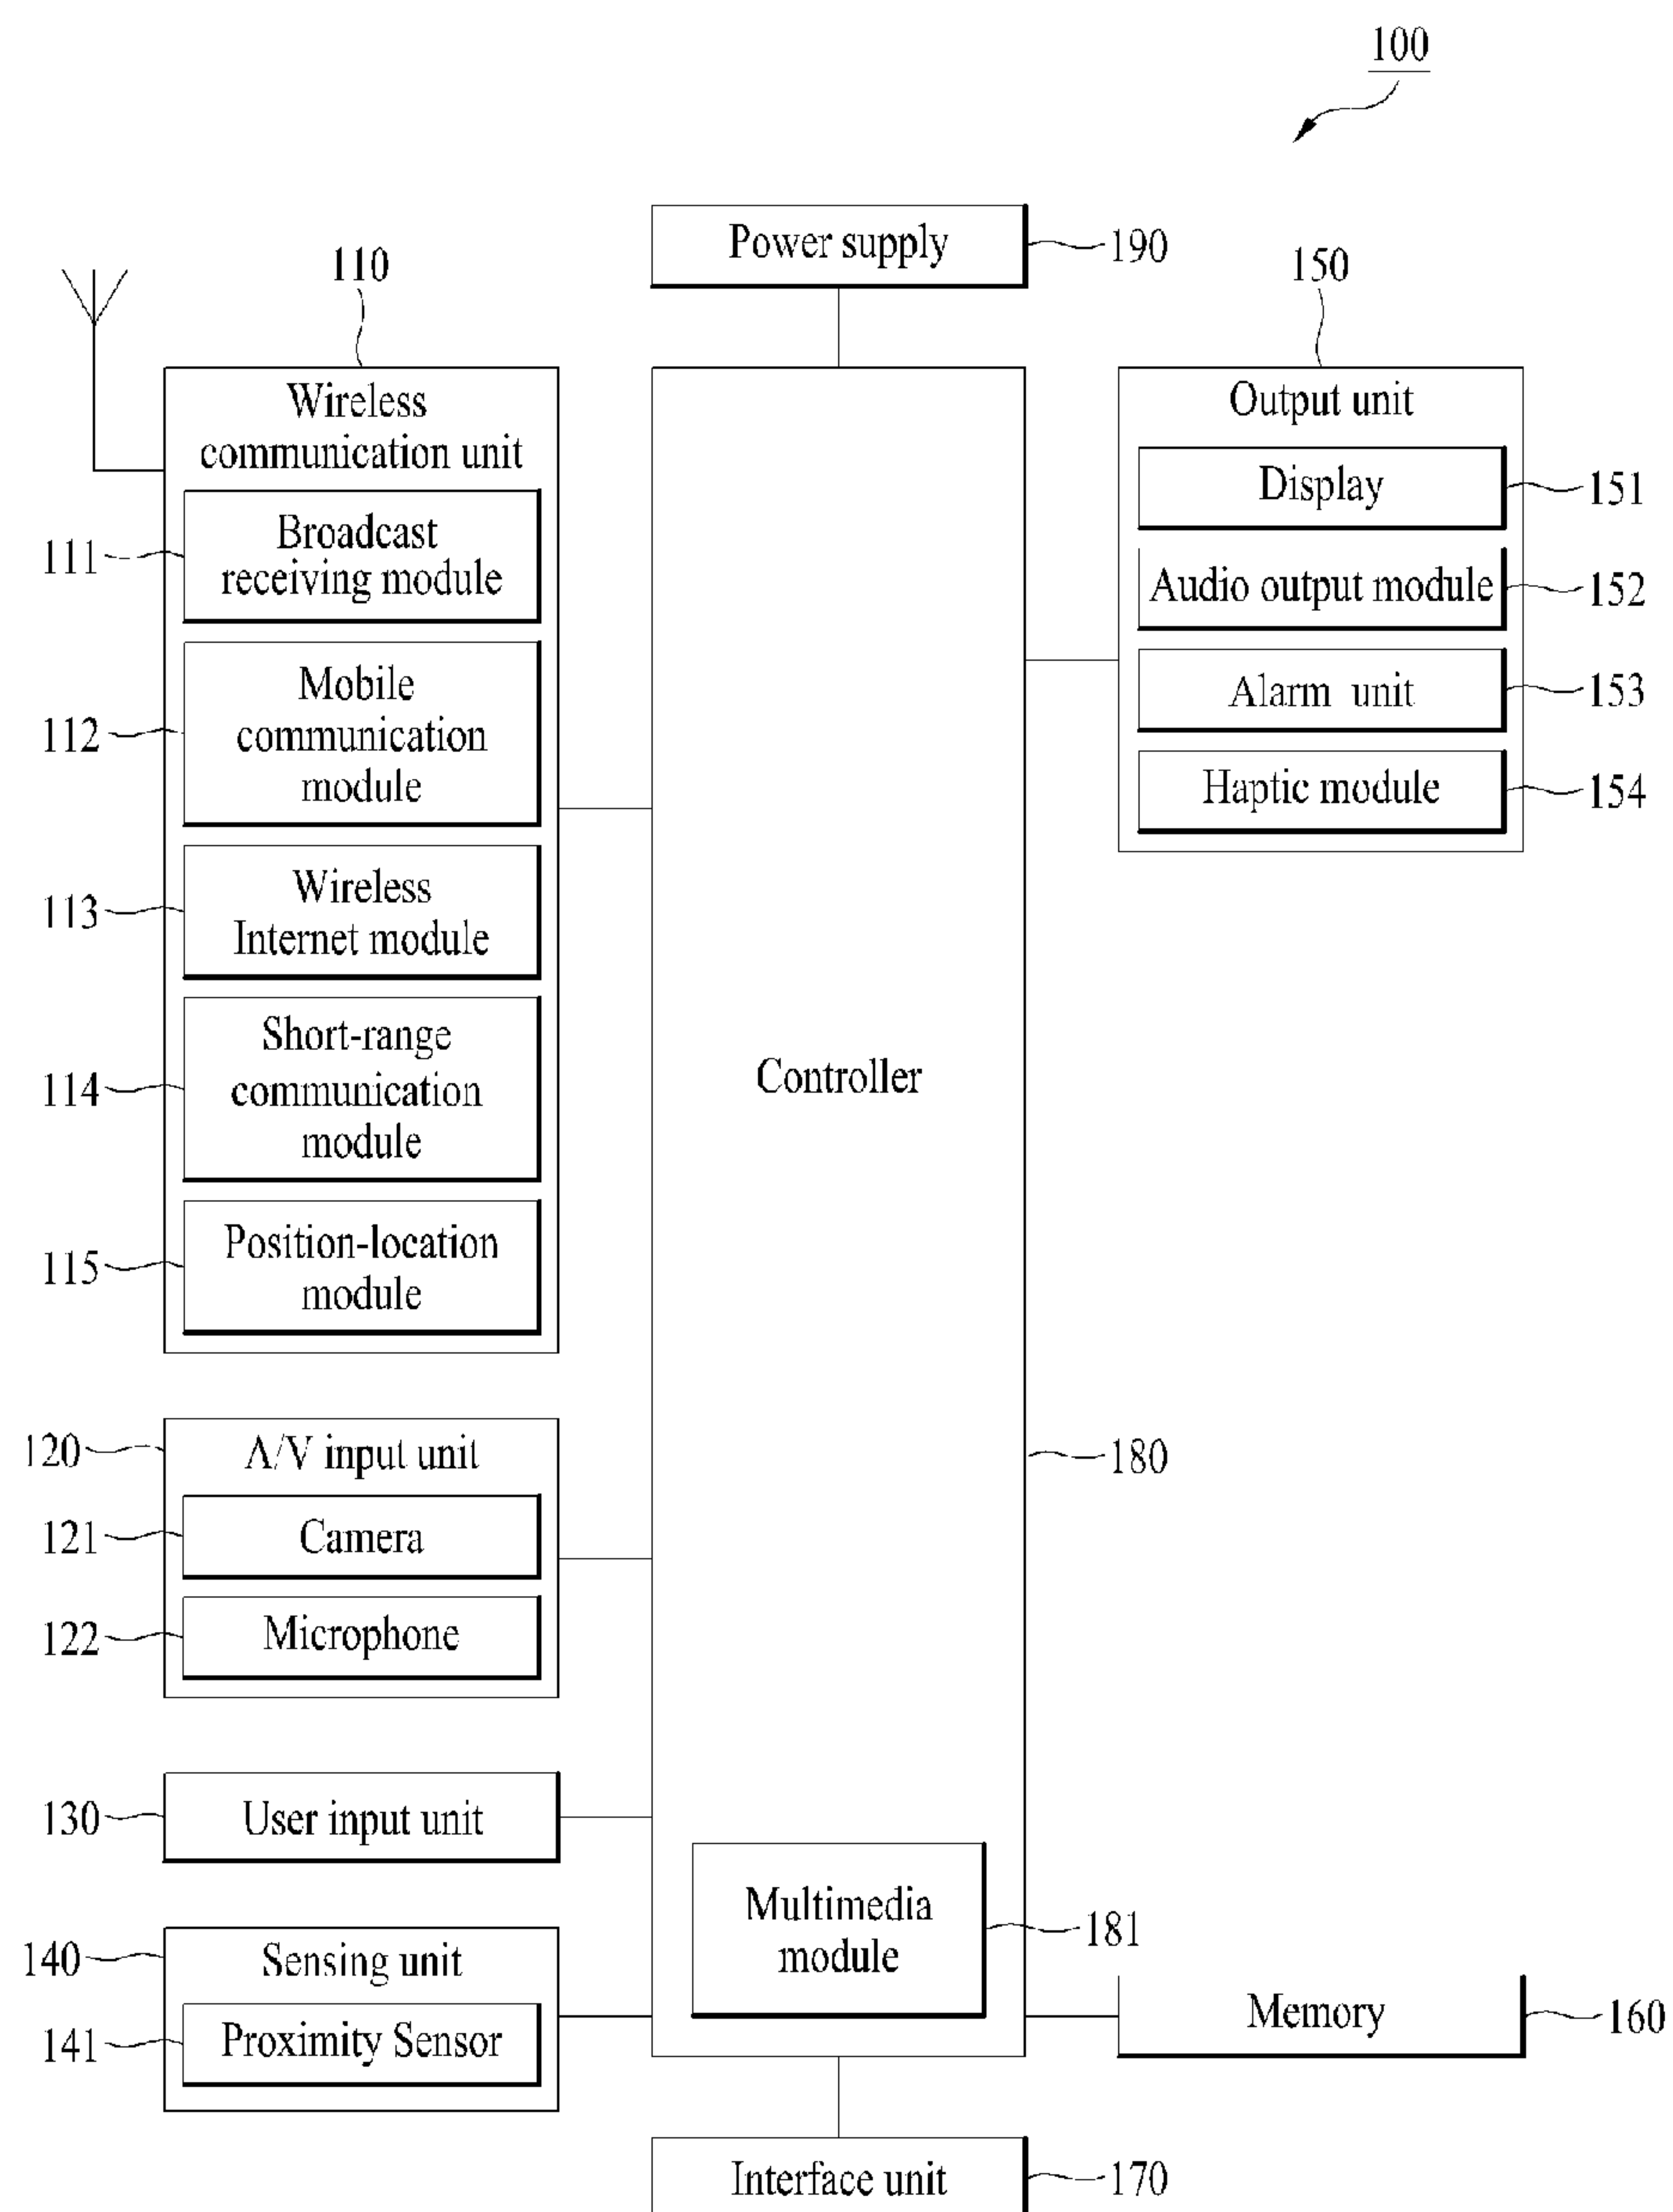 100
Power supply
190
110
150
Wireless
communication unit
Broadcast
receiving module
111
Mobile
communication
module
112
Wireless
Internet module
113
Short-range
communication
module
114
Position-location
module
115
Output unit
Display
151
Audio output module
152
Alarm unit
153
Haptic module
154
Controller
180
120
A/V input unit
121
Camera
122
Microphone
130
User input unit
Multimedia
module
181
140
Sensing unit
141
Proximity Sensor
Memory
160
Interface unit
170